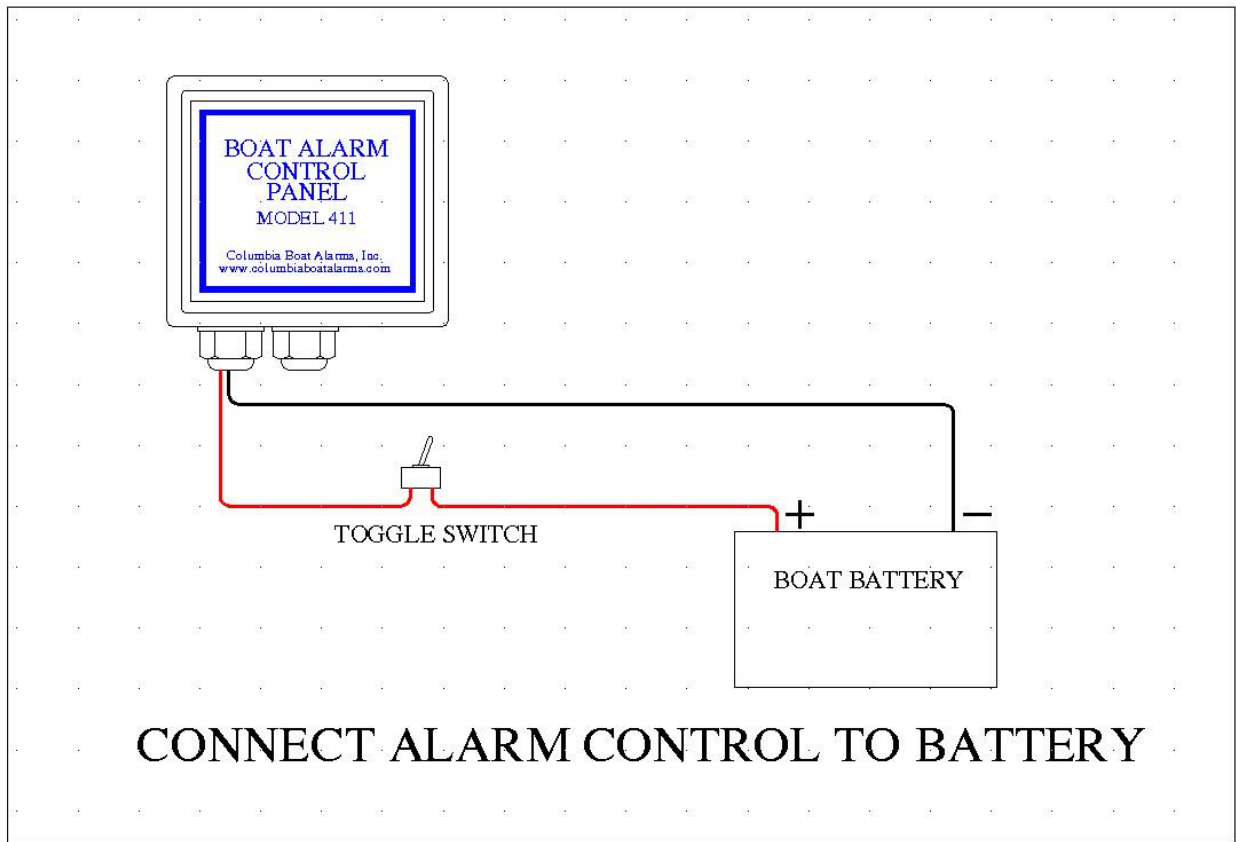 BOAT ALARM
CONTROL
PANEL
MODEL 411
Columbia Boat Alarms, Inc.
www.columbiaboatalarms.com
TOGGLE SWITCH
+
−
BOAT BATTERY
CONNECT ALARM CONTROL TO BATTERY